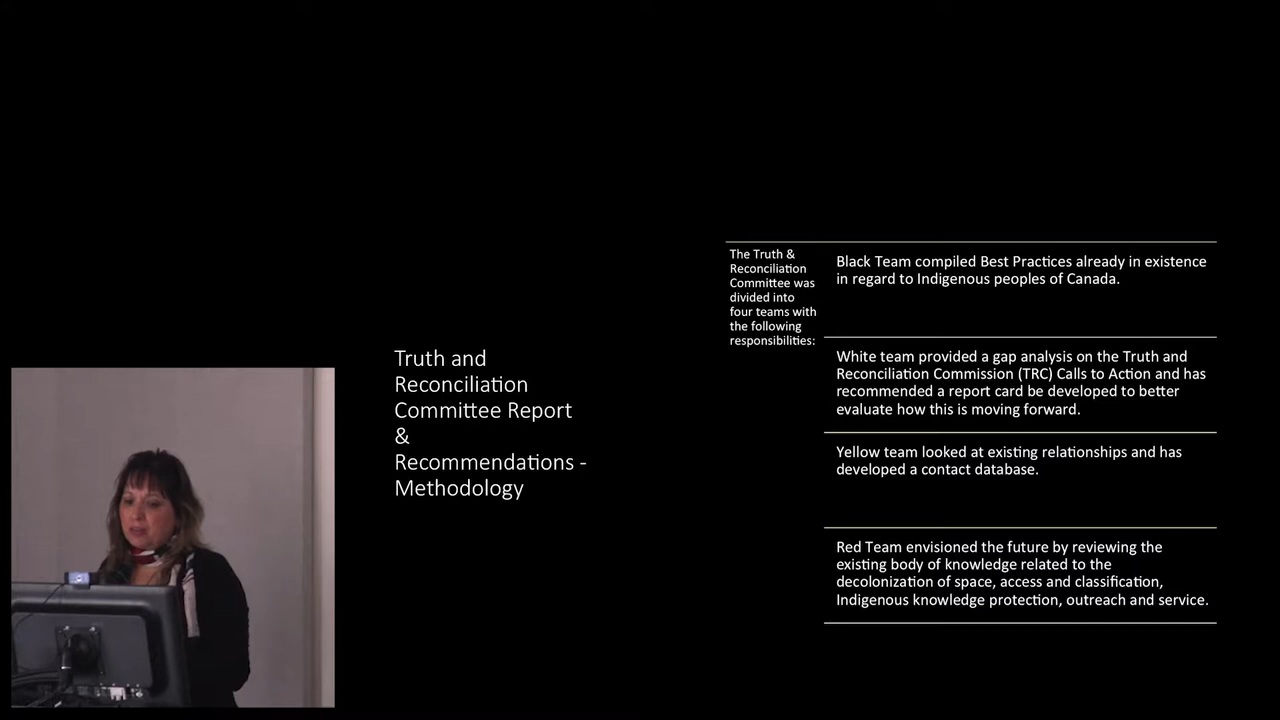 Truth and
Reconciliation
Committee Report
&
Recommendations -
Methodology
The Truth &
Reconciliation
Committee was
divided into
four teams with
the following
responsibilities:
Black Team compiled Best Practices already in existence
in regard to Indigenous peoples of Canada.
White team provided a gap analysis on the Truth and
Reconciliation Commission (TRC) Calls to Action and has
recommended a report card be developed to better
evaluate how this is moving forward.
Yellow team looked at existing relationships and has
developed a contact database.
Red Team envisioned the future by reviewing the
existing body of knowledge related to the
decolonization of space, access and classification,
Indigenous knowledge protection, outreach and service.